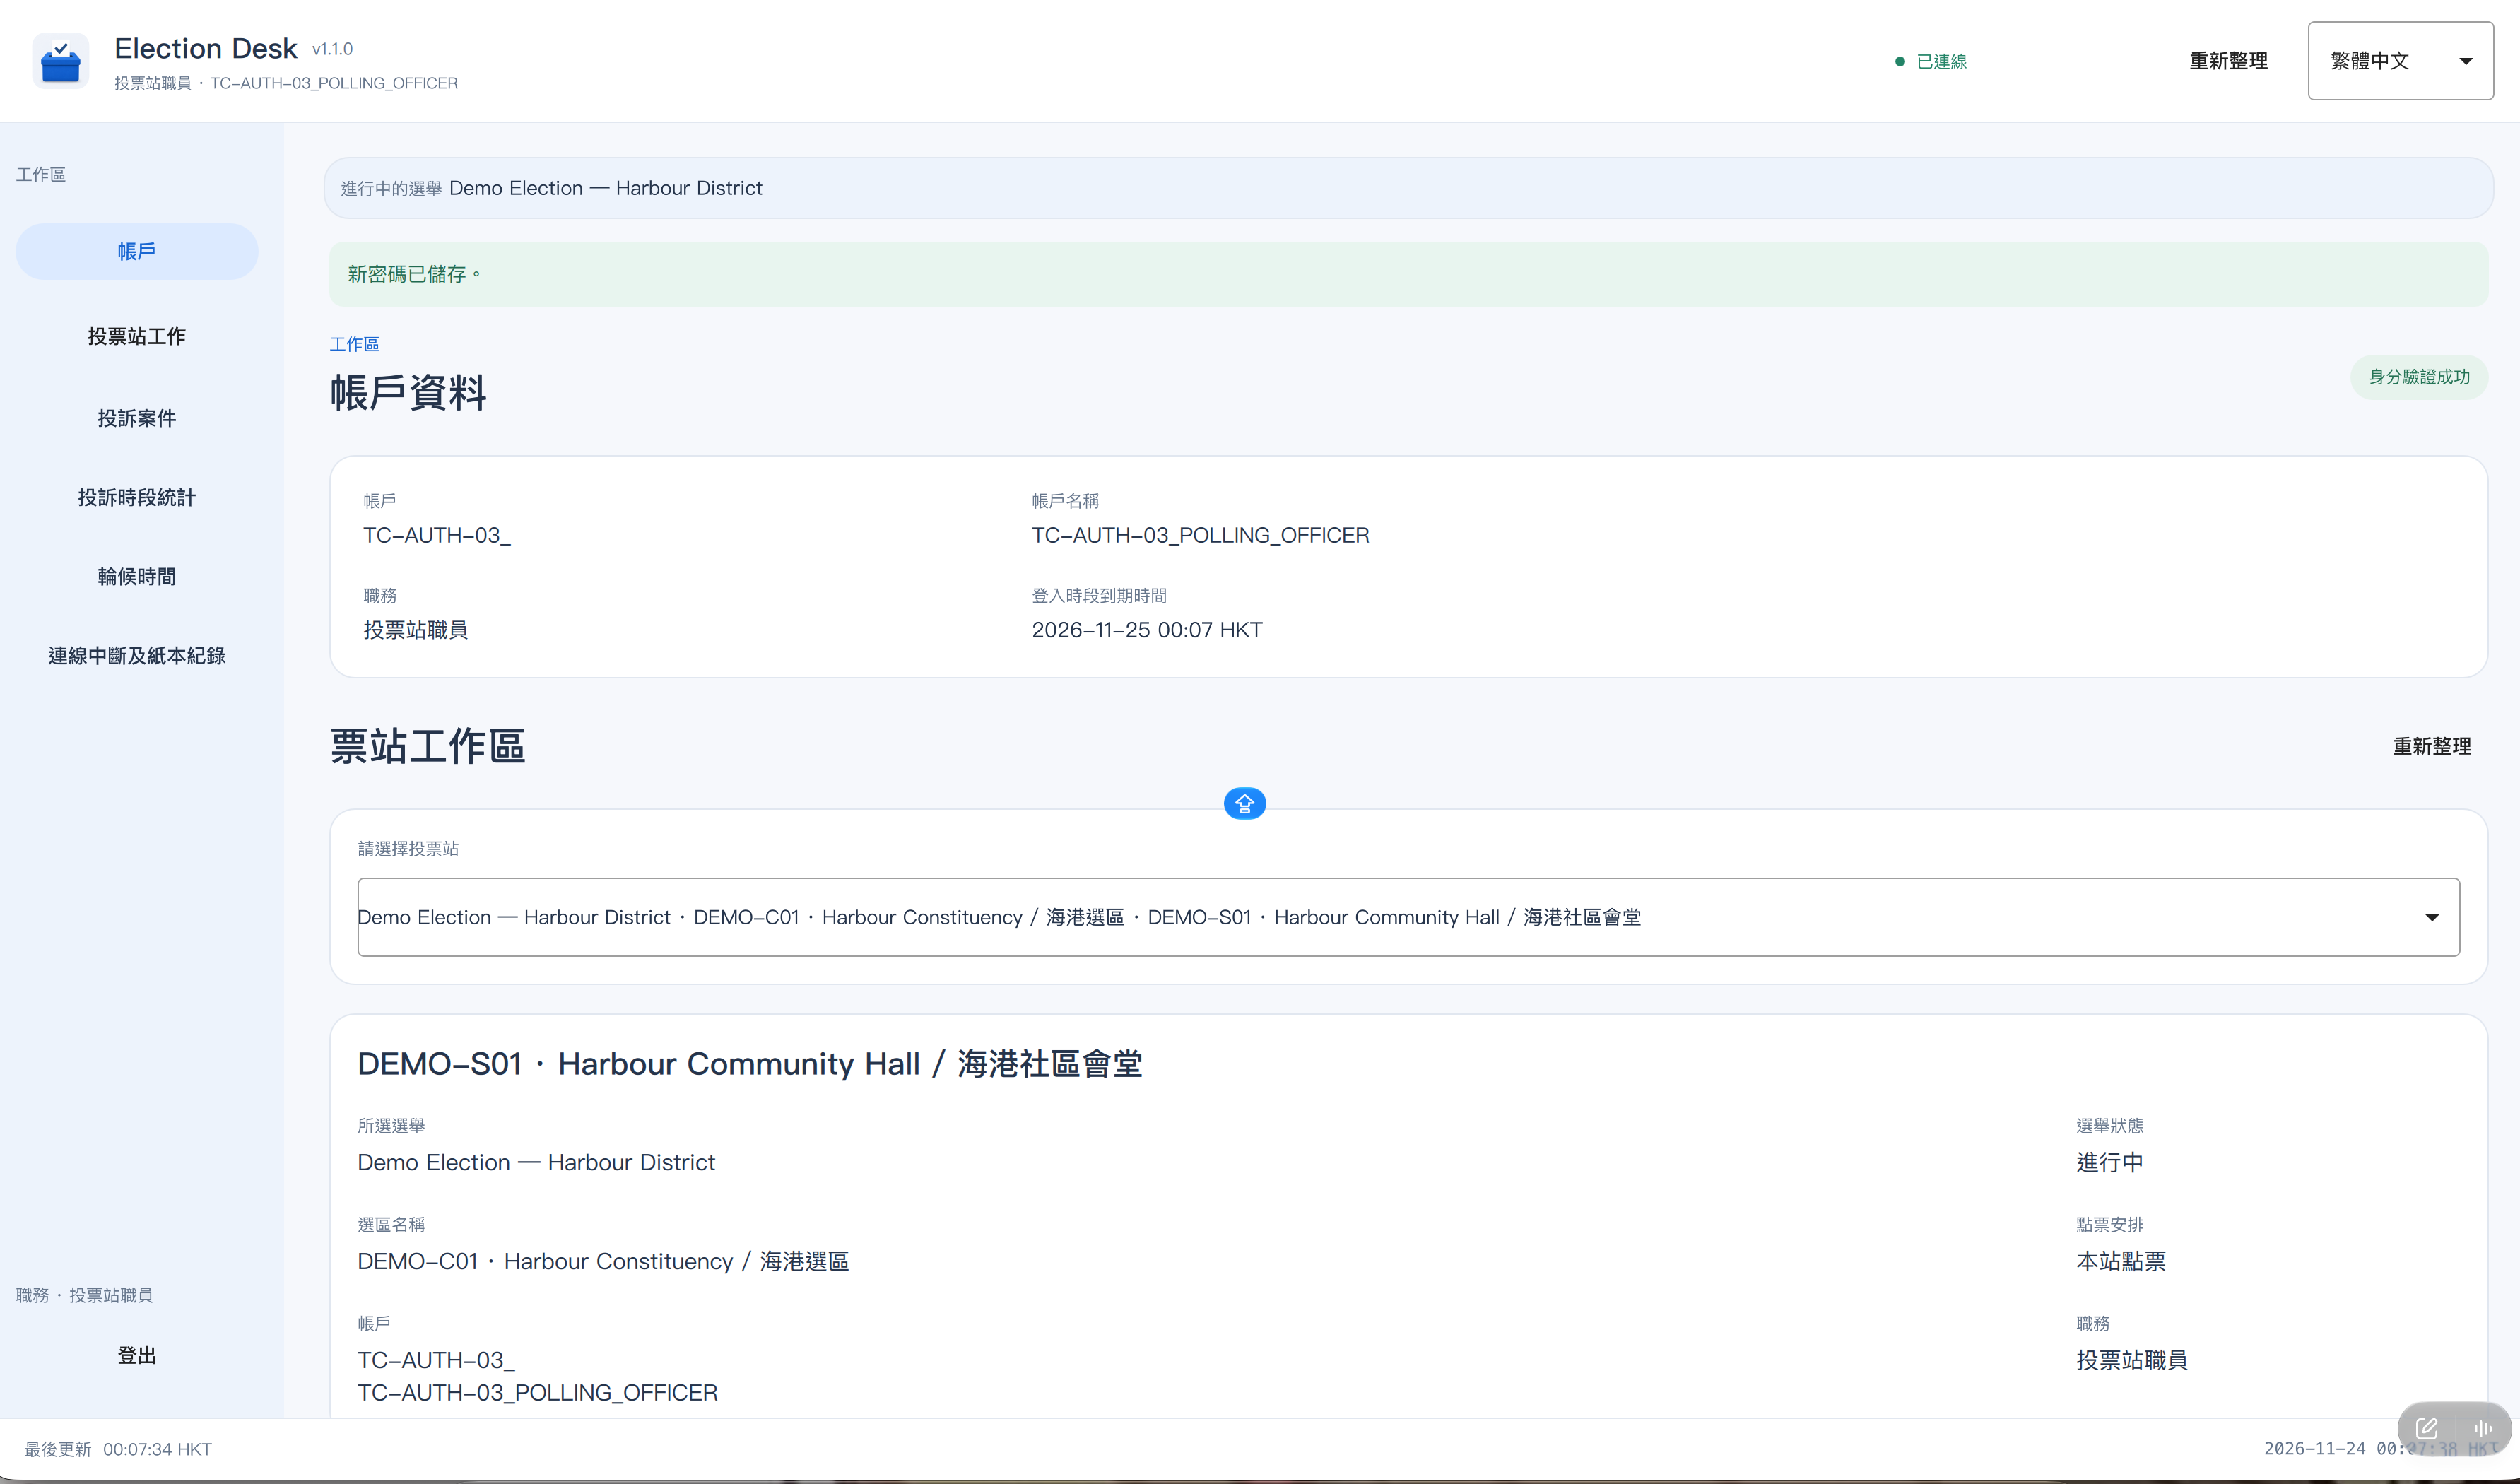 Election Desk v1.1.0
投票站職員 · TC-AUTH-03_POLLING_OFFICER
已連線
重新整理
繁體中文
工作區
帳戶
投票站工作
投訴案件
投訴時段統計
輪候時間
連線中斷及紙本紀錄
職務 · 投票站職員
登出
進行中的選舉 Demo Election — Harbour District
新密碼已儲存。
工作區
帳戶資料
身分驗證成功
帳戶
TC-AUTH-03_
帳戶名稱
TC-AUTH-03_POLLING_OFFICER
職務
投票站職員
登入時段到期時間
2026-11-25 00:07 HKT
票站工作區
重新整理
請選擇投票站
Demo Election — Harbour District · DEMO-C01 · Harbour Constituency / 海港選區 · DEMO-S01 · Harbour Community Hall / 海港社區會堂
DEMO-S01 · Harbour Community Hall / 海港社區會堂
所選選舉
Demo Election — Harbour District
選舉狀態
進行中
選區名稱
DEMO-C01 · Harbour Constituency / 海港選區
點票安排
本站點票
帳戶
TC-AUTH-03_
TC-AUTH-03_POLLING_OFFICER
職務
投票站職員
最後更新 00:07:34 HKT
2026-11-24 00:07:38 HKT